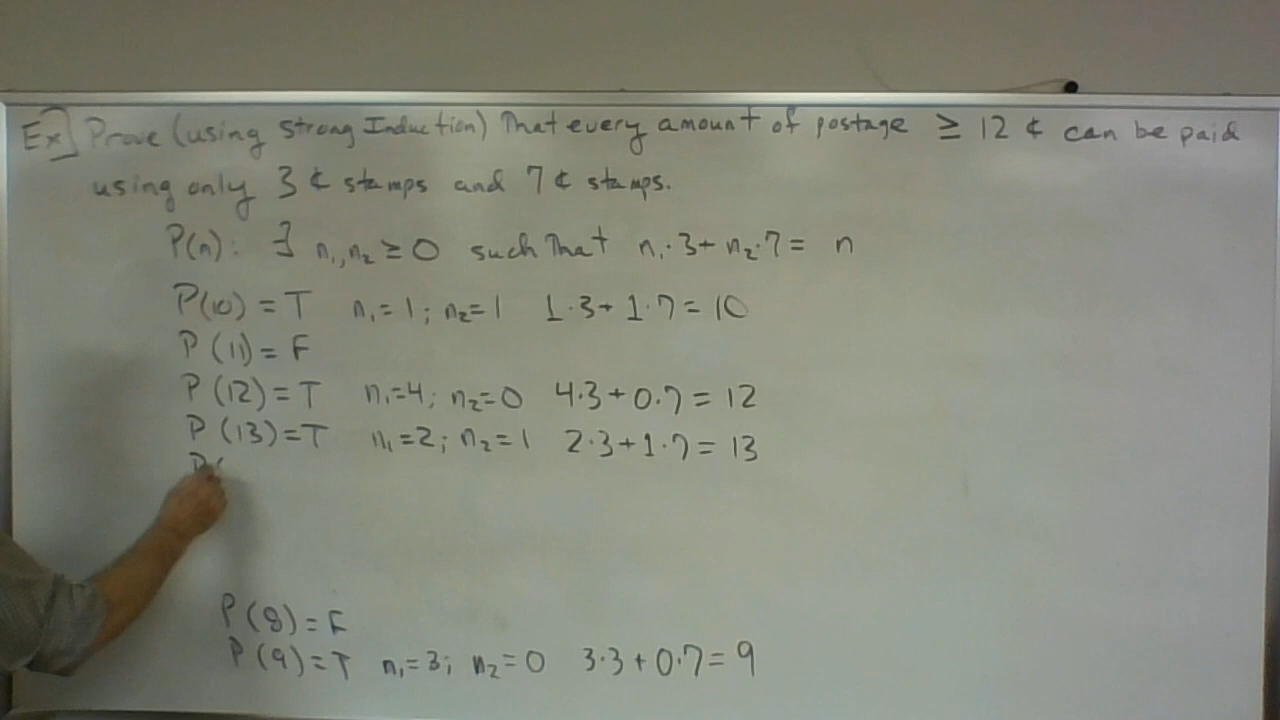 Ex] Prove (using strong Induction) That every amount of postage ≥ 12 ¢ can be paid
using only 3 ¢ stamps and 7 ¢ stamps.
P(n): ∃ n₁,n₂ ≥ 0 such That n₁·3 + n₂·7 = n
P(10) = T n₁=1; n₂=1 1·3+1·7=10
P(11) = F
P(12) = T n₁=4; n₂=0 4·3+0·7=12
P(13)=T n₁=2; n₂=1 2·3+1·7=13
P(
P(8)=F
P(9)=T n₁=3; n₂=0 3·3+0·7=9